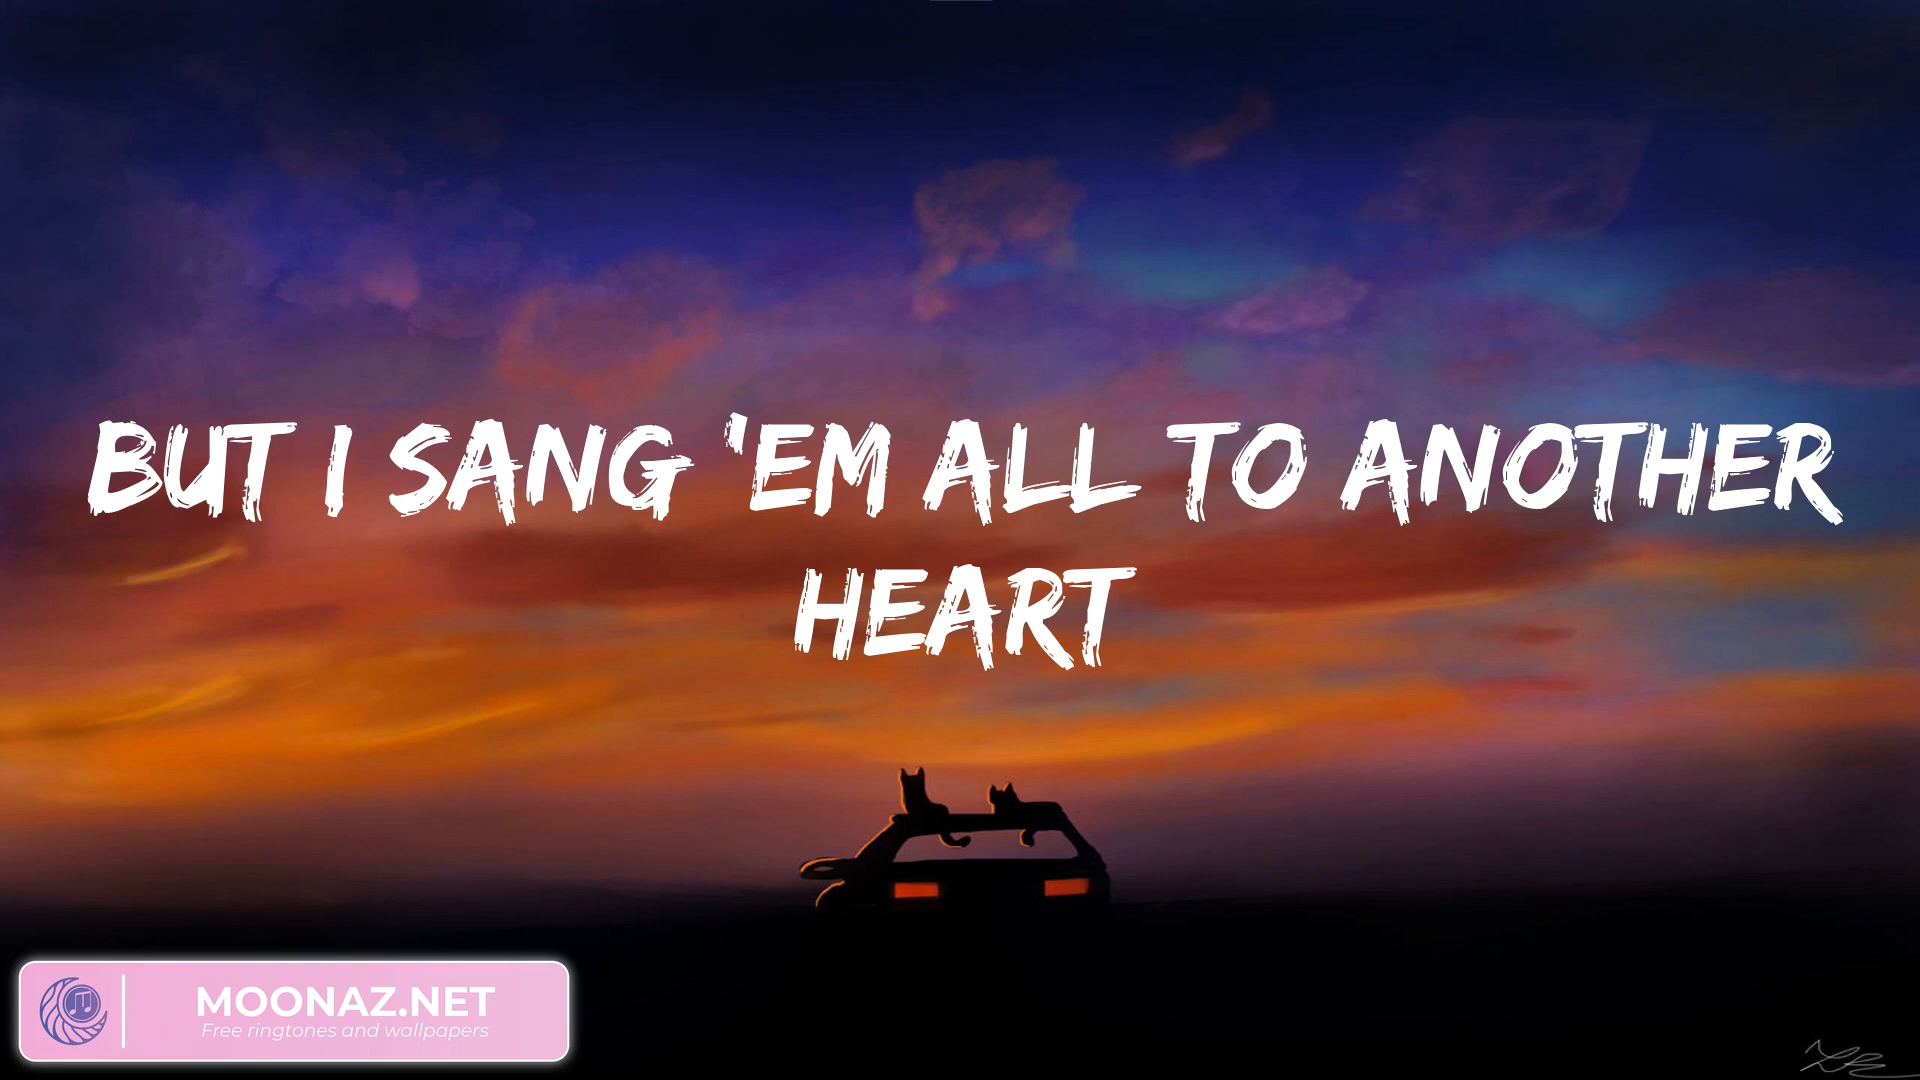 BUT I SANG 'EM ALL TO ANOTHER
HEART
MOONAZ.NET
Free ringtones and wallpapers